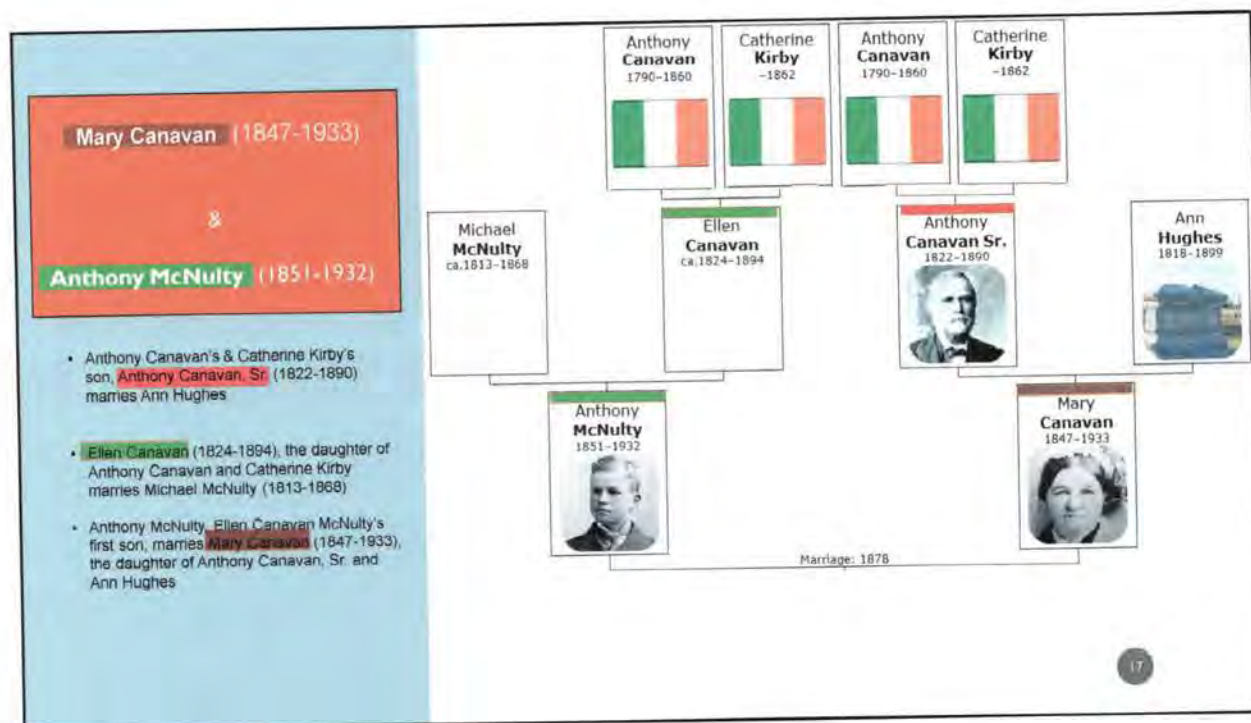 Mary Canavan (1847-1933)
&
Anthony McNulty (1851-1932)
• Anthony Canavan's & Catherine Kirby's
son, Anthony Canavan, Sr. (1822-1890)
marries Ann Hughes
• Ellen Canavan (1824-1894), the daughter of
Anthony Canavan and Catherine Kirby
marries Michael McNulty (1813-1868)
• Anthony McNulty, Ellen Canavan McNulty's
first son, marries Mary Canavan (1847-1933),
the daughter of Anthony Canavan, Sr. and
Ann Hughes
Anthony
Canavan
1790-1860
Catherine
Kirby
-1862
Anthony
Canavan
1790-1860
Catherine
Kirby
-1862
Michael
McNulty
ca.1813-1868
Ellen
Canavan
ca.1824-1894
Anthony
Canavan Sr.
1822-1890
Ann
Hughes
1818-1899
Anthony
McNulty
1851-1932
Mary
Canavan
1847-1933
Marriage: 1878
17